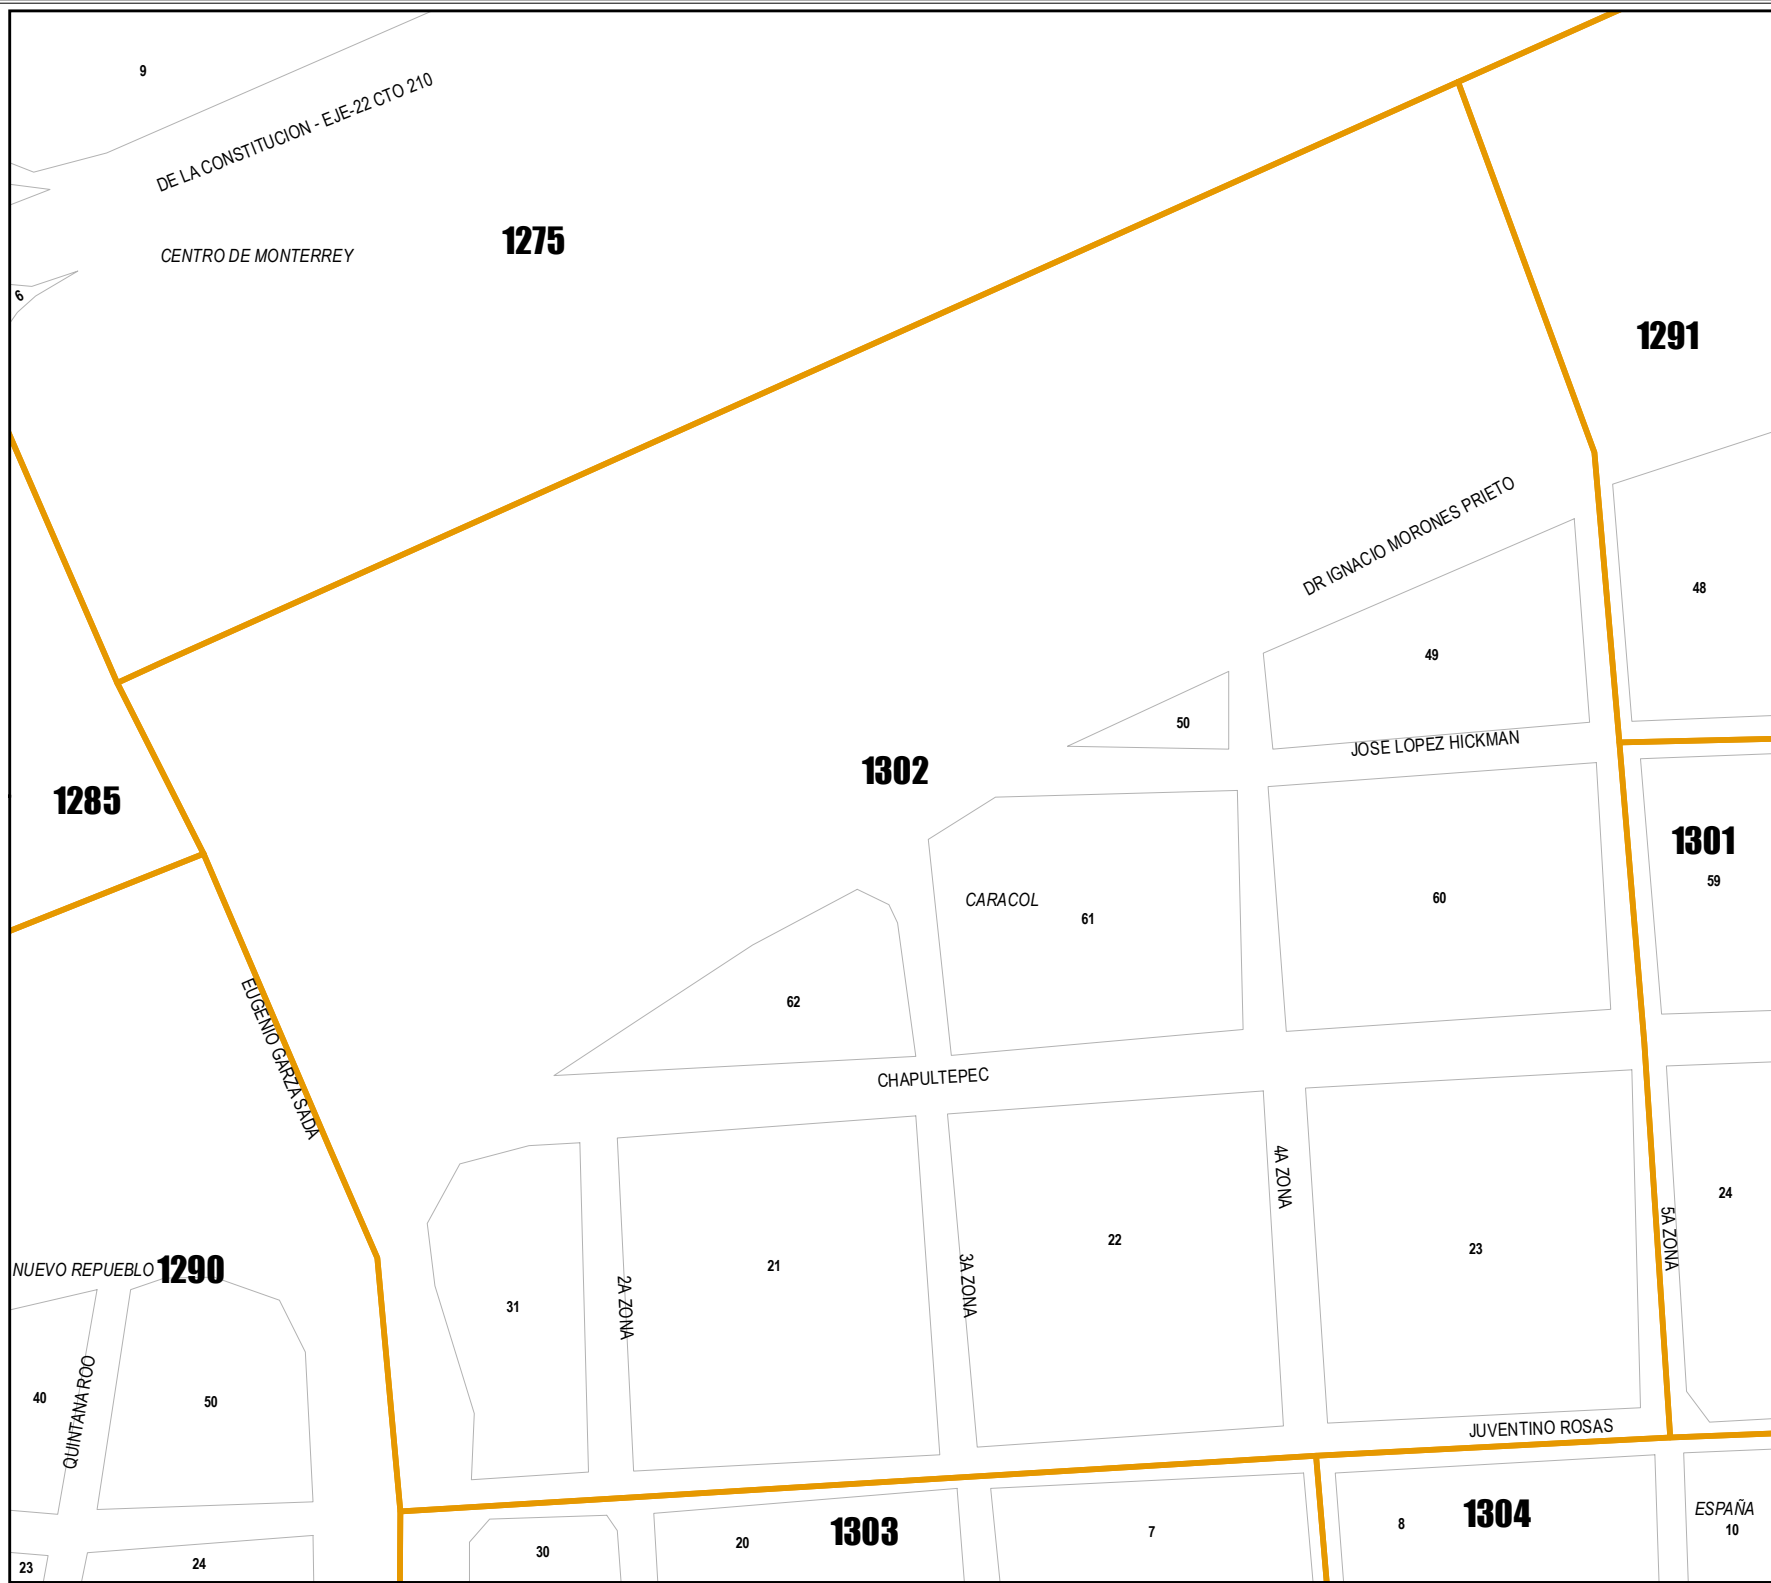 9
DE LA CONSTITUCION - EJE-22 CTO 210
1275
CENTRO DE MONTERREY
6
1291
DR IGNACIO MORONES PRIETO
48
49
50
JOSE LOPEZ HICKMAN
1302
1285
1301
59
CARACOL
61
60
62
EUGENIO GARZA SADA
CHAPULTEPEC
4A ZONA
24
5A ZONA
22
23
21
3A ZONA
2A ZONA
31
NUEVO REPUEBLO
1290
40
QUINTANA ROO
50
JUVENTINO ROSAS
1303
1304
ESPAÑA
10
8
7
20
30
24
23